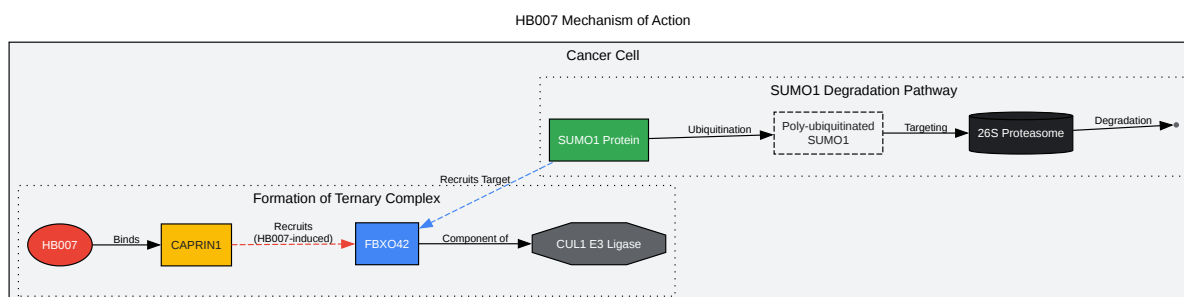 HB007 Mechanism of Action
Cancer Cell
SUMO1 Degradation Pathway
SUMO1 Protein
Ubiquitination
Poly-ubiquitinated
SUMO1
Targeting
26S Proteasome
Degradation
Recruits Target
Formation of Ternary Complex
HB007
Binds
CAPRIN1
Recruits
(HB007-induced)
FBXO42
Component of
CUL1 E3 Ligase